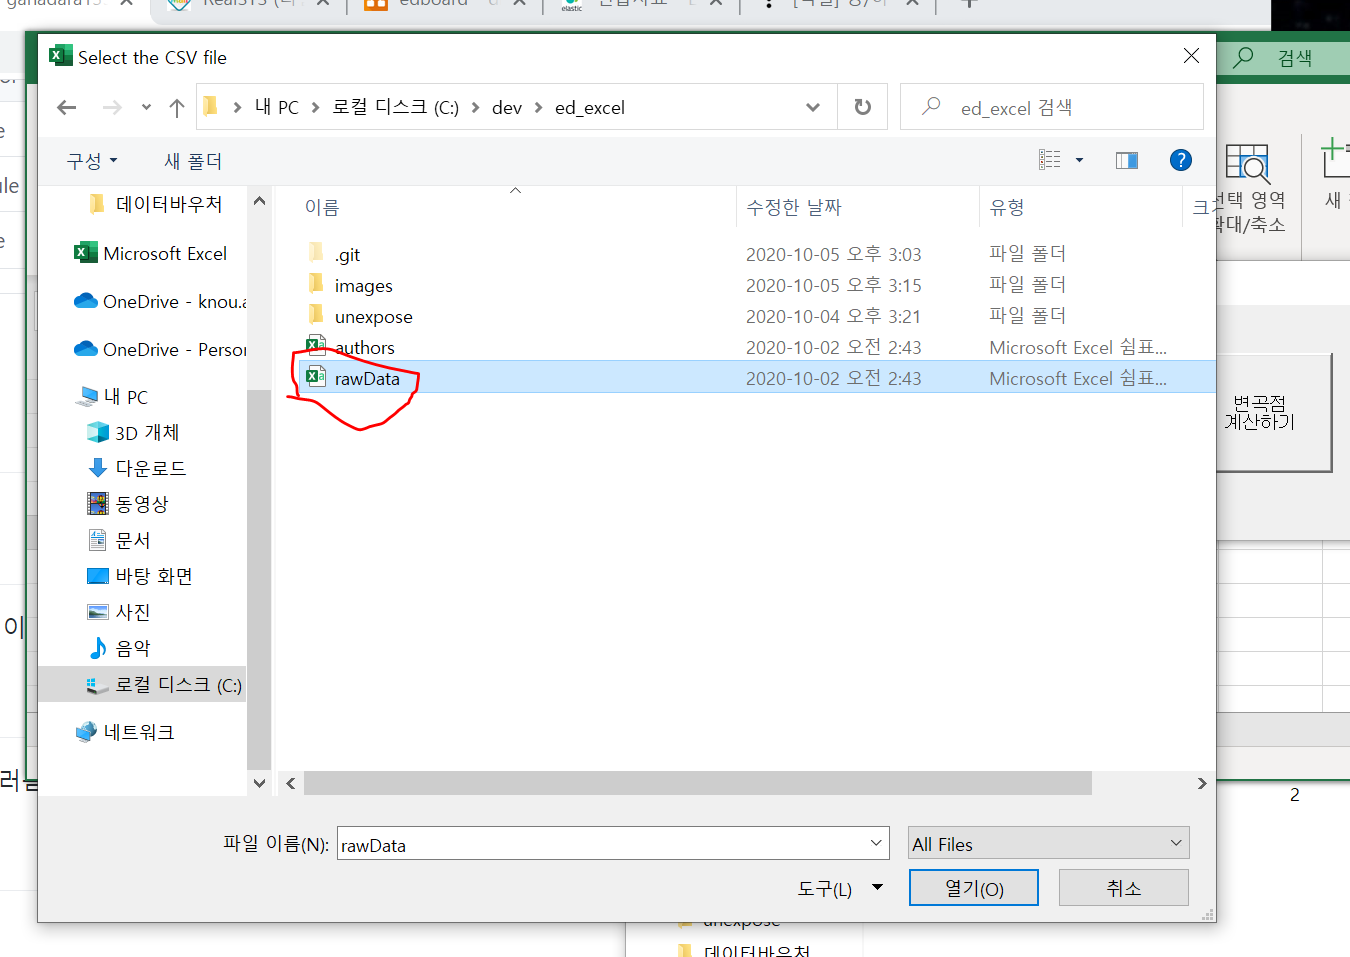 Select the CSV file
검색
내 PC 로컬 디스크 (C:) dev ed_excel
ed_excel 검색
구성 새 폴더
데이터바우처
Microsoft Excel
OneDrive - knou.a
OneDrive - Person
내 PC
3D 개체
다운로드
동영상
문서
바탕 화면
사진
음악
로컬 디스크 (C:)
네트워크
이름 수정한 날짜 유형
.git 2020-10-05 오후 3:03 파일 폴더
images 2020-10-05 오후 3:15 파일 폴더
unexpose 2020-10-04 오후 3:21 파일 폴더
authors 2020-10-02 오전 2:43 Microsoft Excel 쉼표...
rawData 2020-10-02 오전 2:43 Microsoft Excel 쉼표...
선택 영역
확대/축소
새
변곡점
계산하기
2
파일 이름(N): rawData All Files
도구(L) 열기(O) 취소
unexpose
데이터바우처